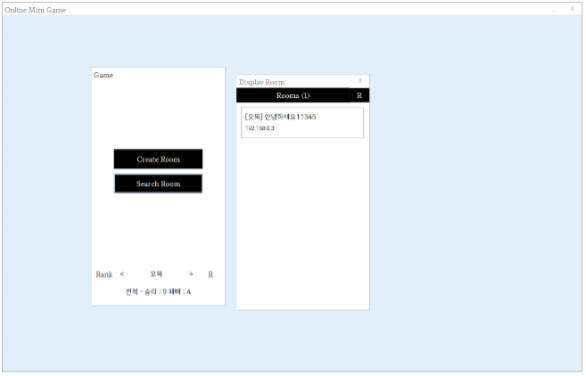 Online Mini Game
Game
Create Room
Search Room
Rank < 오목 > R
전적 - 승리 : 9 패배 : 4
Display Room X
Rooms (1) R
[오목] 안녕하세요11345
192.168.0.3